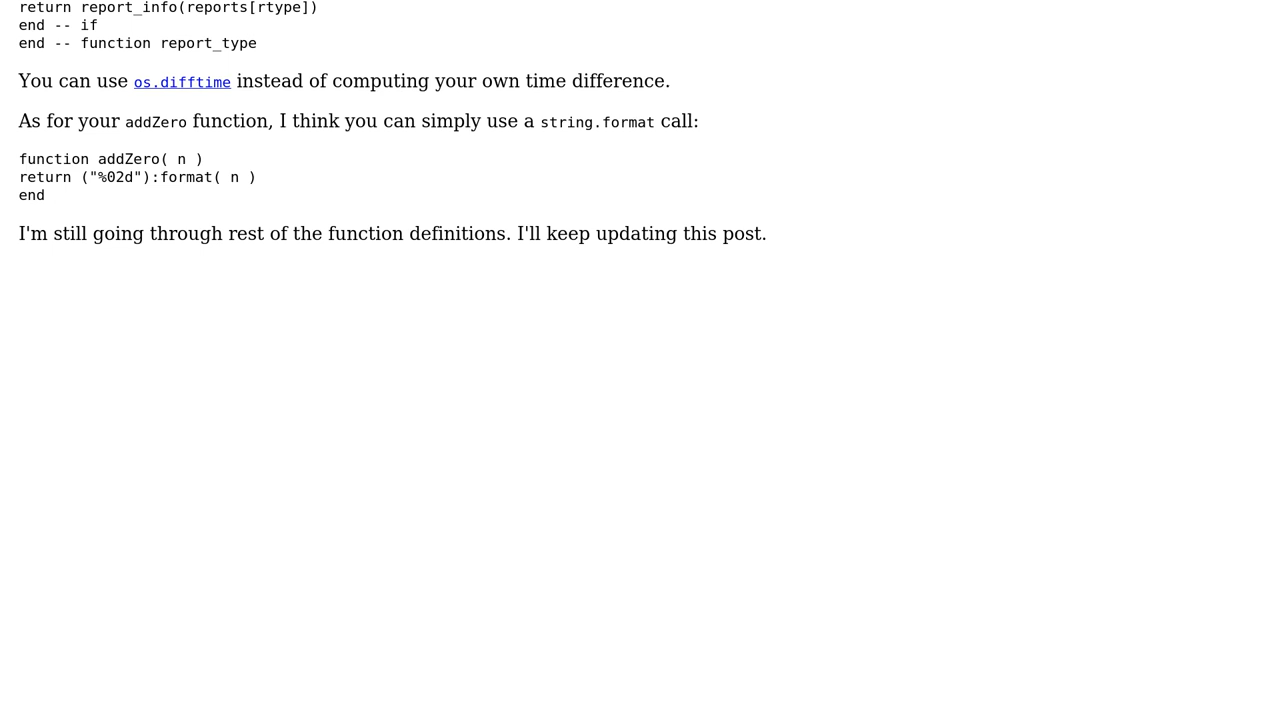 return report_info(reports[rtype])
end -- if
end -- function report_type
You can use os.difftime instead of computing your own time difference.
As for your addZero function, I think you can simply use a string.format call:
function addZero( n )
return ("%02d"):format( n )
end
I'm still going through rest of the function definitions. I'll keep updating this post.